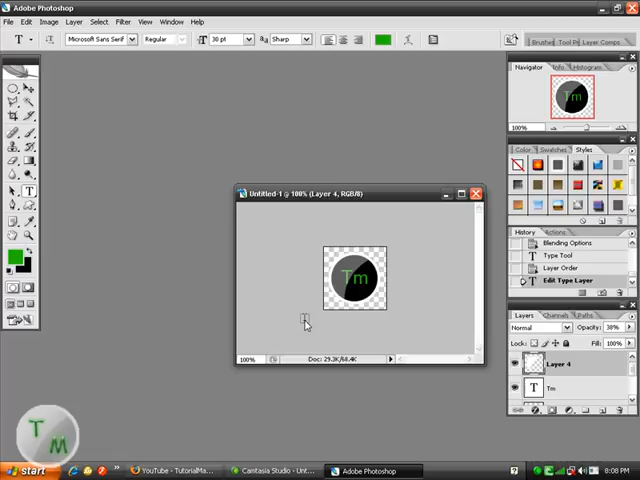 Adobe Photoshop
File Edit Image Layer Select Filter View Window Help
T Microsoft Sans Serif Regular T 30 pt aa Sharp Brushes Tool Pr Layer Comps
Navigator Info Histogram
Tm
100%
Color Swatches Styles
Untitled-1 @ 100% (Layer 4, RGB/8)
Tm
100% Doc: 29.3K/68.4K
History Actions
Blending Options
T Type Tool
Layer Order
T Edit Type Layer
Layers Channels Paths
Normal Opacity: 38%
Lock: Fill: 100%
Layer 4
T Tm
T M
start YouTube - TutorialMa... Camtasia Studio - Unt... Adobe Photoshop 8:08 PM